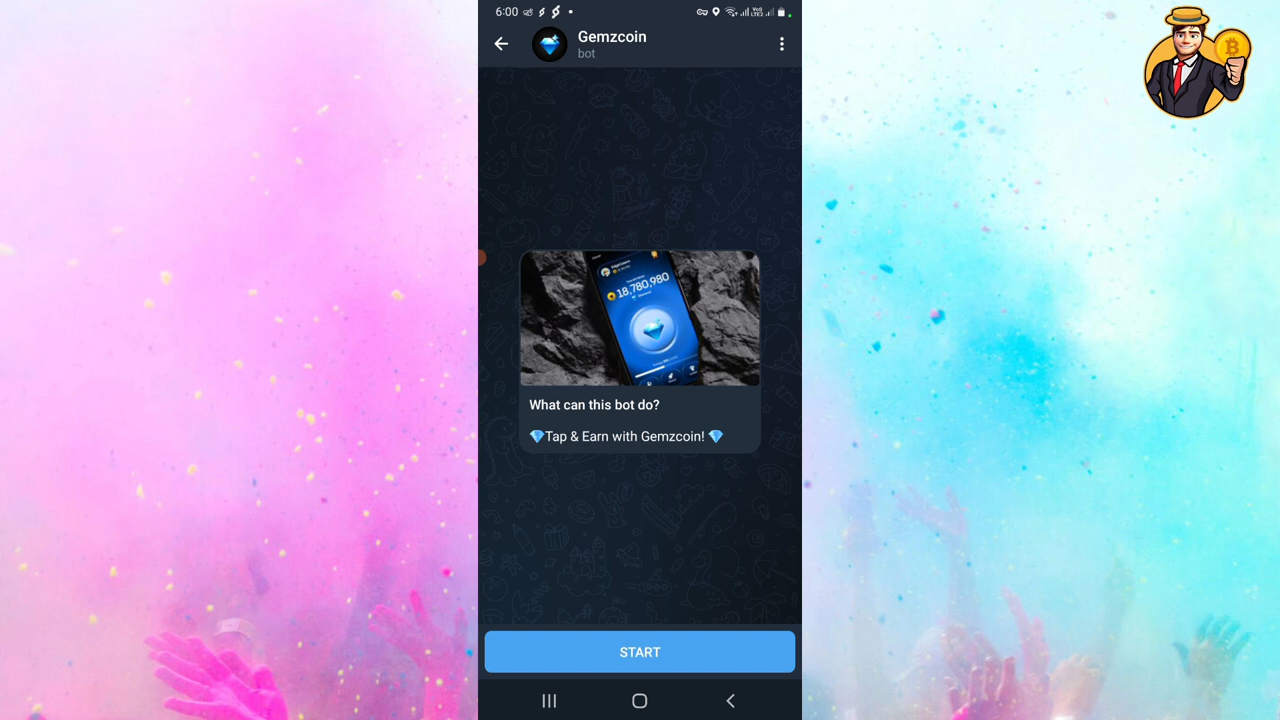 6:00
Gemzcoin
bot
18,780,980
What can this bot do?
💎Tap & Earn with Gemzcoin! 💎
START